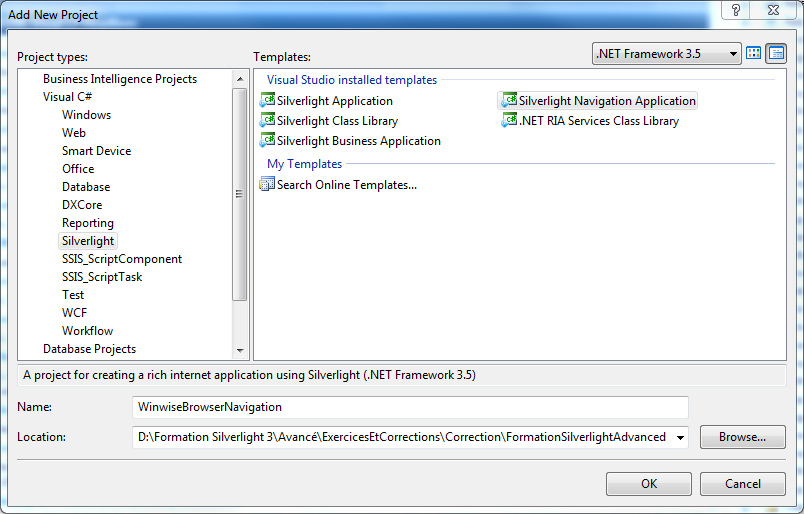 Add New Project
Project types:
Templates:
.NET Framework 3.5
Business Intelligence Projects
Visual C#
Windows
Web
Smart Device
Office
Database
DXCore
Reporting
Silverlight
SSIS_ScriptComponent
SSIS_ScriptTask
Test
WCF
Workflow
Database Projects
Visual Studio installed templates
Silverlight Application
Silverlight Navigation Application
Silverlight Class Library
.NET RIA Services Class Library
Silverlight Business Application
My Templates
Search Online Templates...
A project for creating a rich internet application using Silverlight (.NET Framework 3.5)
Name:
WinwiseBrowserNavigation
Location:
D:\Formation Silverlight 3\Avancé\ExercicesEtCorrections\Correction\FormationSilverlightAdvanced
Browse...
OK
Cancel